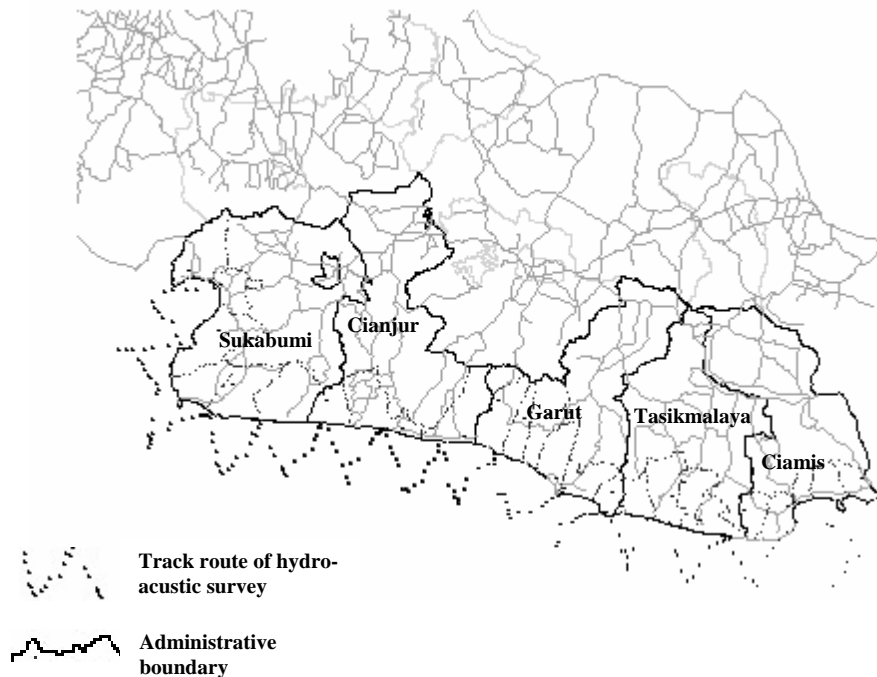 Sukabumi
Cianjur
Garut
Tasikmalaya
Ciamis
Track route of hydro-
acustic survey
Administrative
boundary